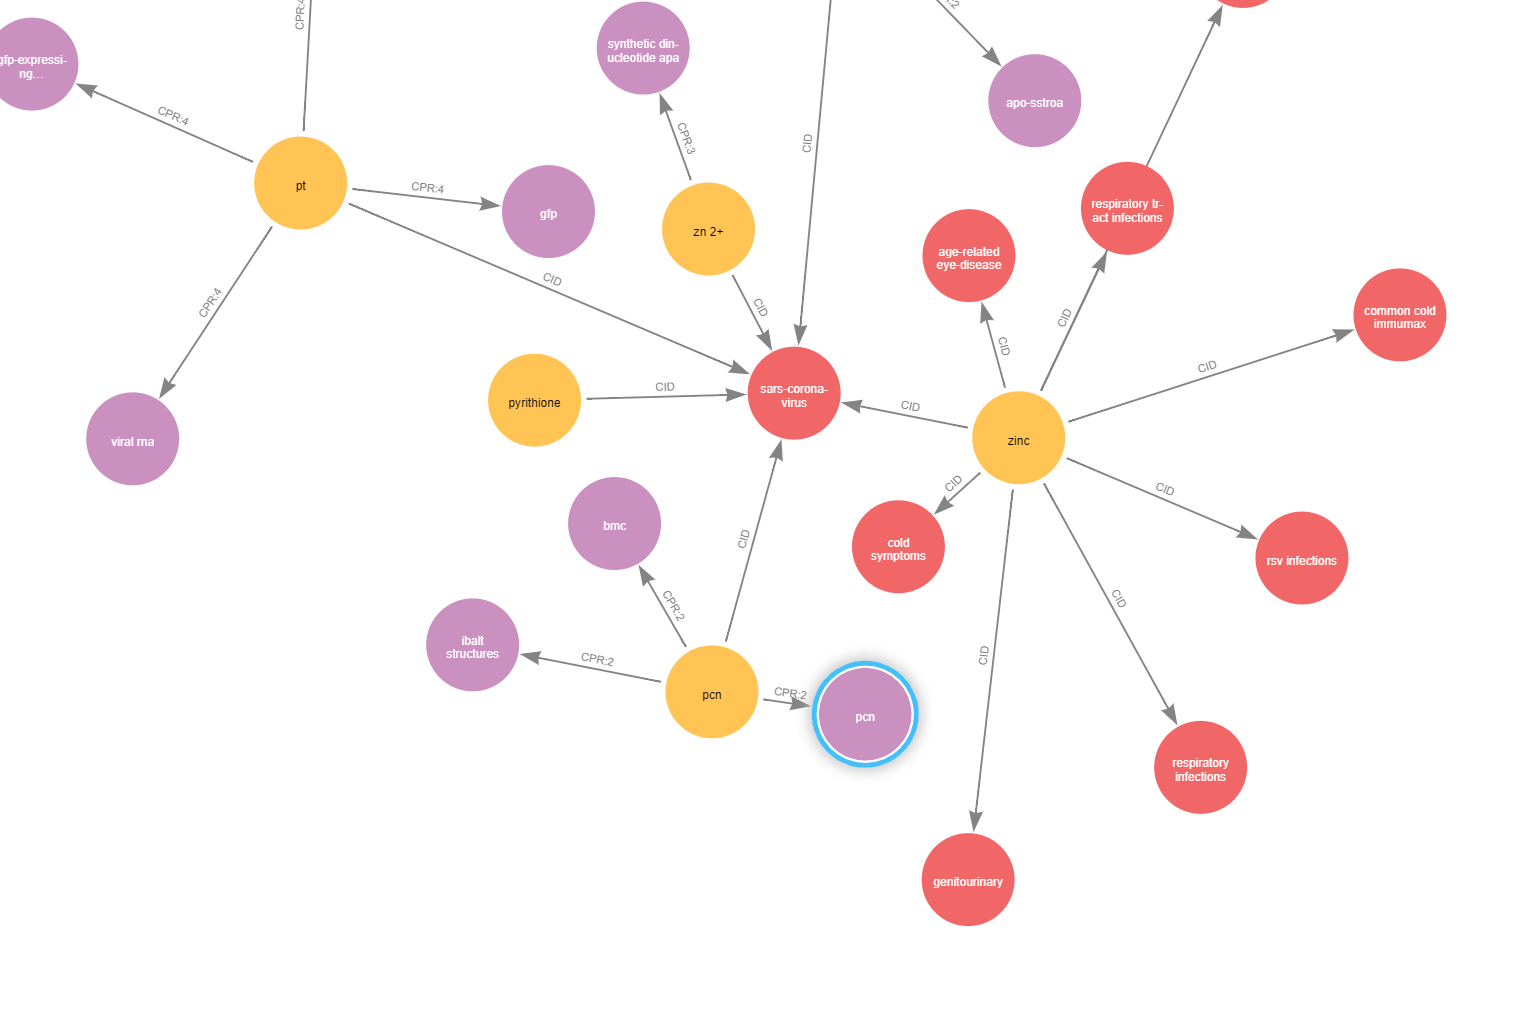 CPR:4
synthetic din-
ucleotide apa
gfp-expressi-
ng...
apo-sstroa
CPR:4
CPR:3
CID
pt
CPR:4
gfp
zn 2+
respiratory tr-
act infections
age-related
eye-disease
CID
CPR:4
CID
CID
CID
common cold
immumax
CID
CID
pyrithione
CID
sars-corona-
virus
CID
zinc
viral rna
CID
CID
bmc
CID
cold
symptoms
rsv infections
CPR:2
CID
ibalt
structures
CPR:2
CID
pcn
CPR:2
pcn
respiratory
infections
genitourinary